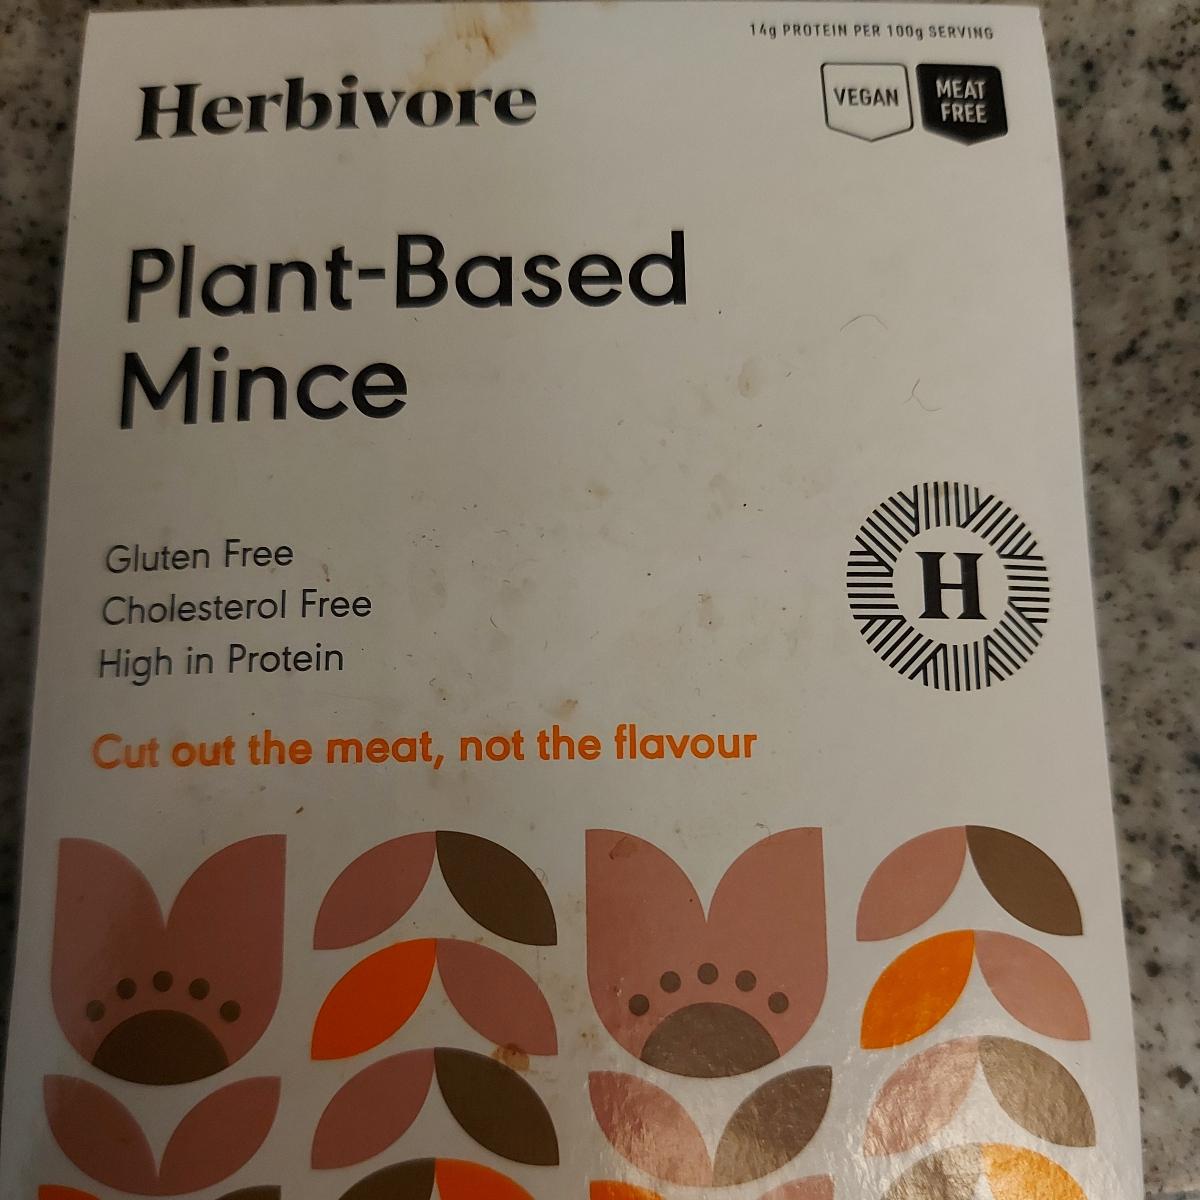 14g PROTEIN PER 100g SERVING
Herbivore
VEGAN
MEAT
FREE
Plant-Based
Mince
Gluten Free
Cholesterol Free
High in Protein
H
Cut out the meat, not the flavour